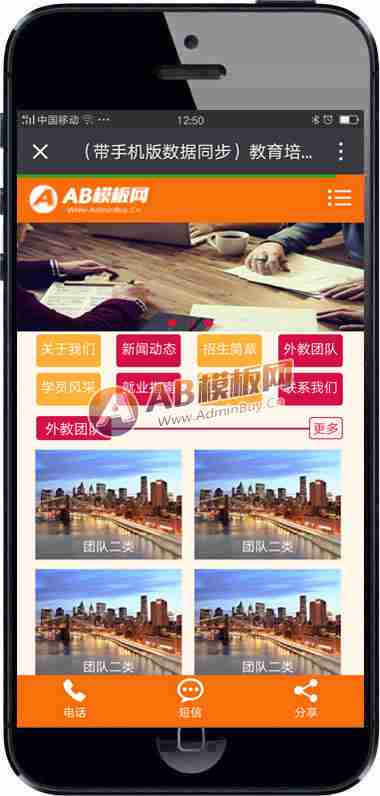 中国移动 ••• 12:50
（带手机版数据同步）教育培...
AB模板网
Www.AdminBuy.Cn
关于我们 新闻动态 招生简章 外教团队
学员风采 就业指南 联系我们
AB模板网
www.AdminBuy.Cn
外教团队 更多
团队二类 团队二类
团队二类 团队二类
电话 短信 分享